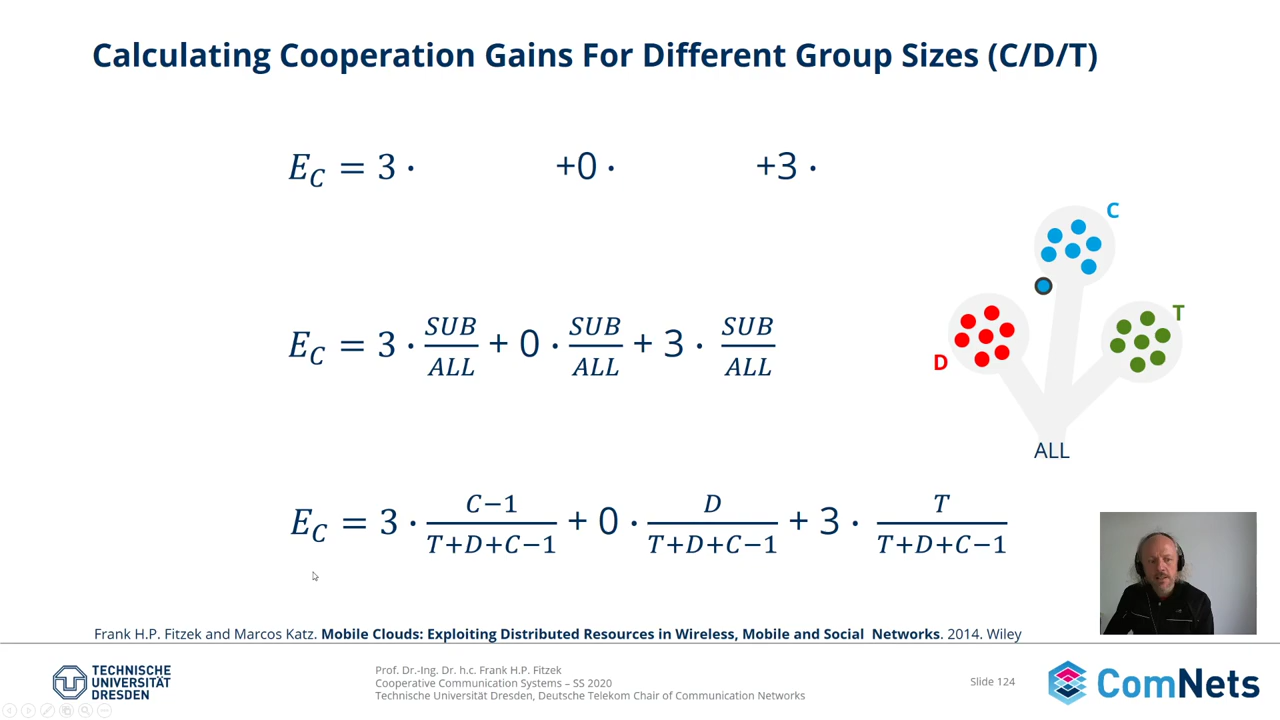 Calculating Cooperation Gains For Different Group Sizes (C/D/T)
E_C = 3 ·          +0 ·          +3 ·
E_C = 3 · SUB/ALL + 0 · SUB/ALL + 3 · SUB/ALL
E_C = 3 · (C−1)/(T+D+C−1) + 0 · D/(T+D+C−1) + 3 · T/(T+D+C−1)
C
T
D
ALL
Frank H.P. Fitzek and Marcos Katz. Mobile Clouds: Exploiting Distributed Resources in Wireless, Mobile and Social Networks. 2014. Wiley
TECHNISCHE
UNIVERSITÄT
DRESDEN
Prof. Dr.-Ing. Dr. h.c. Frank H.P. Fitzek
Cooperative Communication Systems – SS 2020
Technische Universität Dresden, Deutsche Telekom Chair of Communication Networks
Slide 124
ComNets